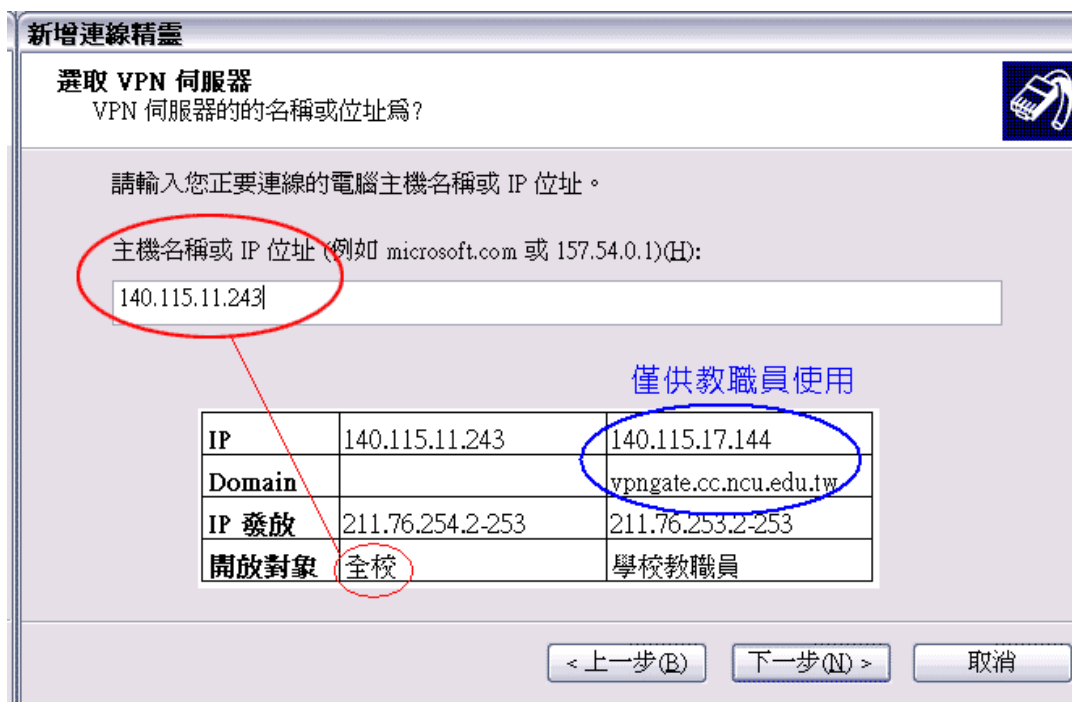 新增連線精靈
選取 VPN 伺服器
VPN 伺服器的的名稱或位址為?
請輸入您正要連線的電腦主機名稱或 IP 位址。
主機名稱或 IP 位址 (例如 microsoft.com 或 157.54.0.1)(H):
140.115.11.243
僅供教職員使用
IP 140.115.11.243 140.115.17.144
Domain vpngate.cc.ncu.edu.tw
IP 發放 211.76.254.2-253 211.76.253.2-253
開放對象 全校 學校教職員
< 上一步(B) 下一步(N) > 取消